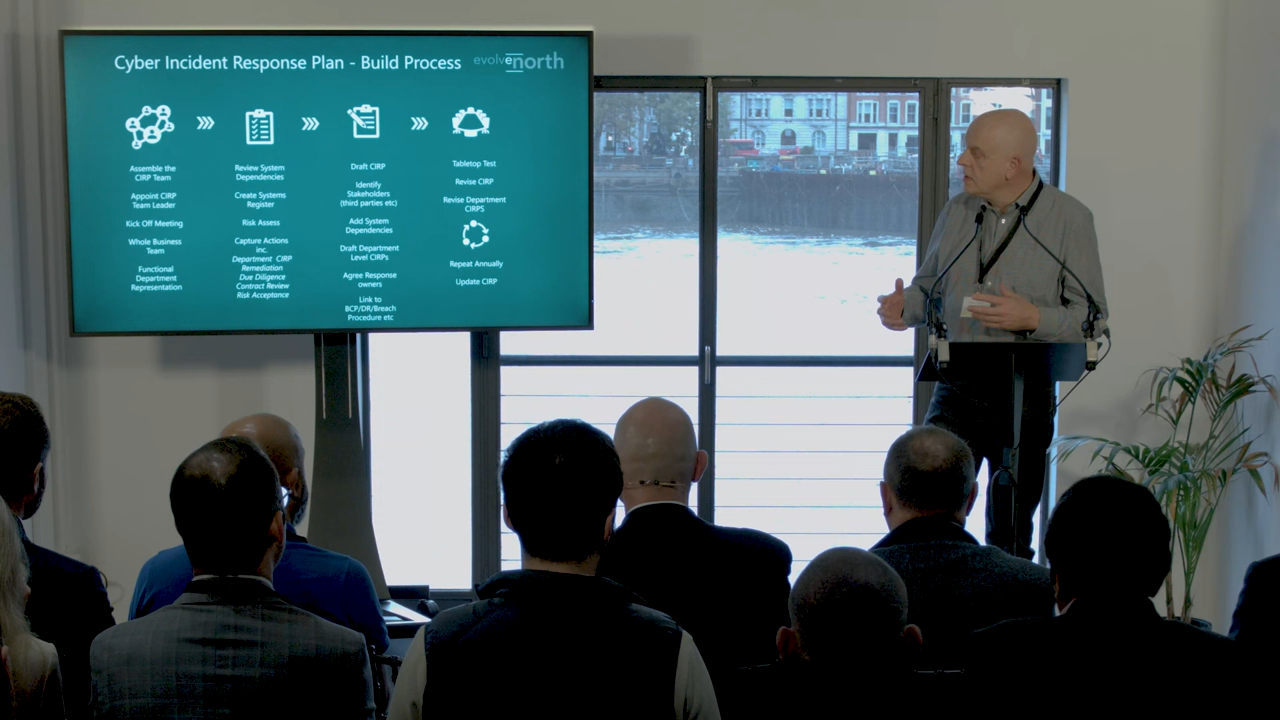 Cyber Incident Response Plan - Build Process
evolvenorth
Assemble the
CIRP Team
Appoint CIRP
Team Leader
Kick Off Meeting
Whole Business
Team
Functional
Department
Representation
Review System
Dependencies
Create Systems
Register
Risk Assess
Capture Actions
inc.
Department CIRP
Remediation
Due Diligence
Contract Review
Risk Acceptance
Draft CIRP
Identify
Stakeholders
(third parties etc)
Add System
Dependencies
Draft Department
Level CIRPs
Agree Response
owners
Link to
BCP/DR/Breach
Procedure etc
Tabletop Test
Revise CIRP
Revise Department
CIRPS
Repeat Annually
Update CIRP